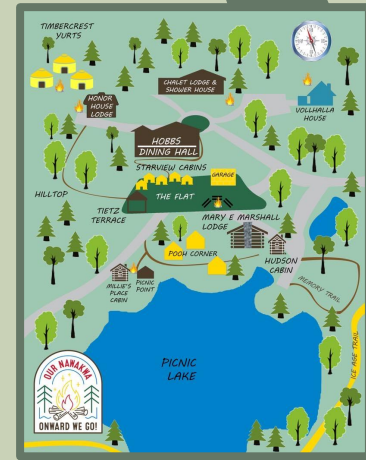 TIMBERCREST
YURTS
CHALET LODGE &
SHOWER HOUSE
HONOR
HOUSE
LODGE
VOLLHALLA
HOUSE
HOBBS
DINING HALL
STARVIEW CABINS
GARAGE
HILLTOP
THE FLAT
TIETZ
TERRACE
MARY E MARSHALL
LODGE
POOH CORNER
HUDSON
CABIN
MILLIE'S
PLACE
CABIN
PICNIC
POINT
MEMORY TRAIL
ICE AGE TRAIL
PICNIC
LAKE
OUR NAWAKWA
ONWARD WE GO!